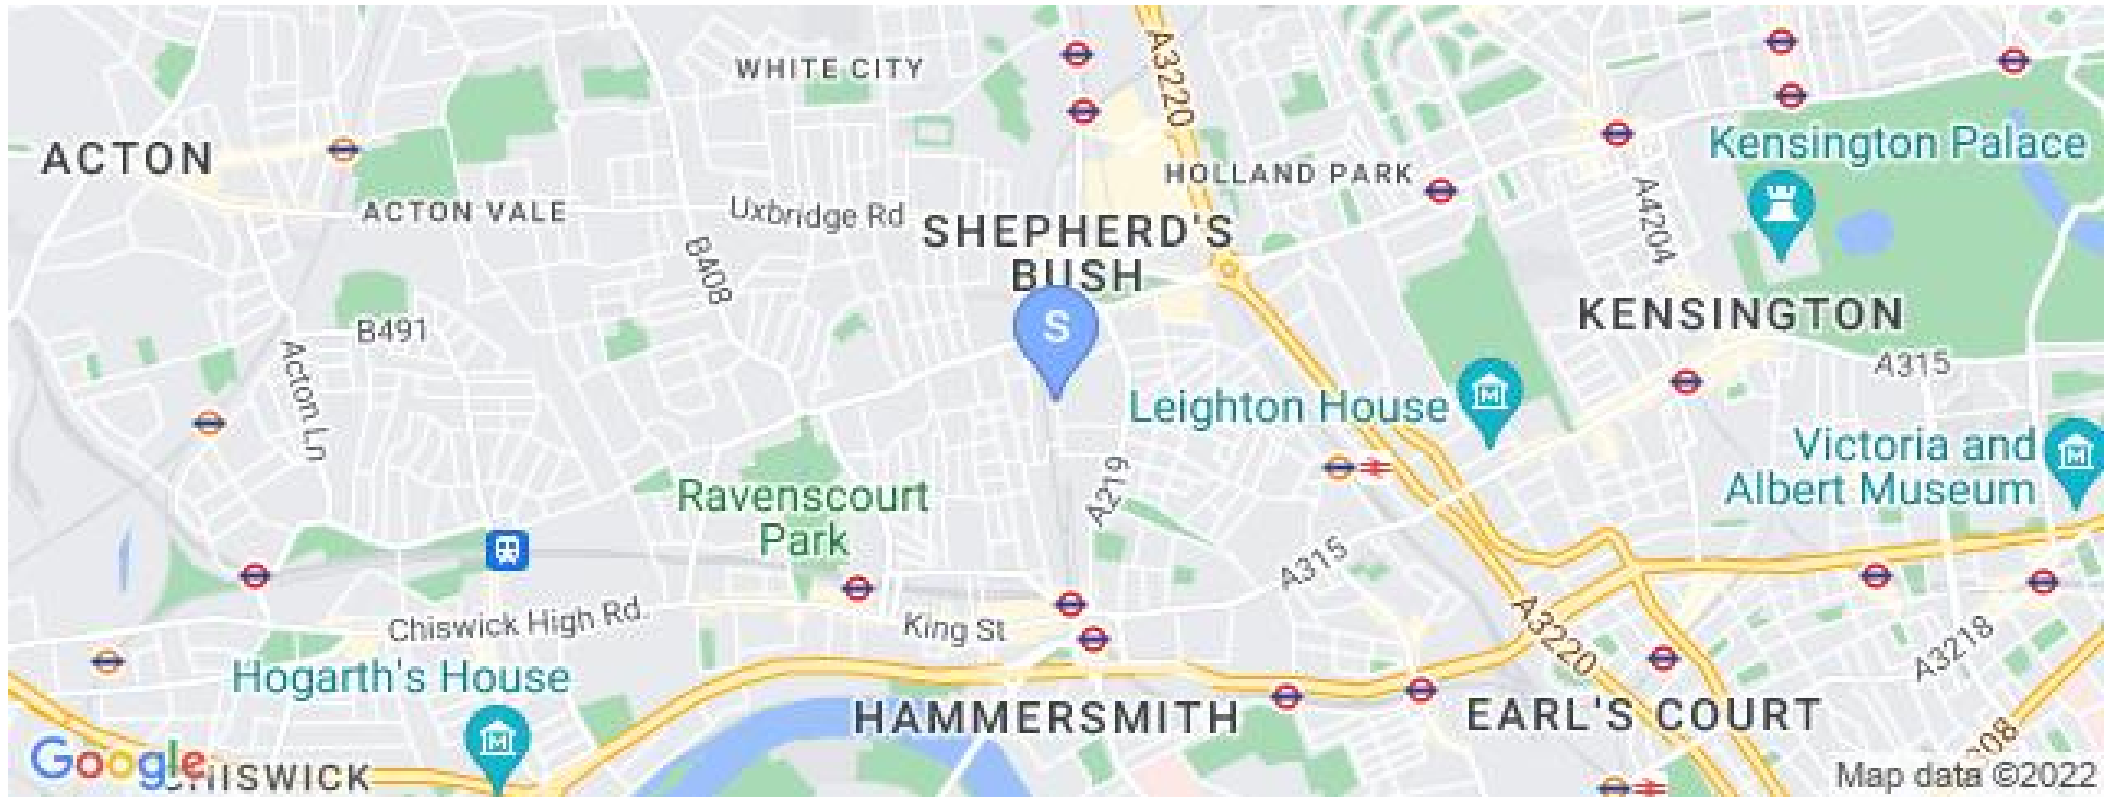 WHITE CITY
A3220
ACTON
Kensington Palace
HOLLAND PARK
ACTON VALE
Uxbridge Rd
A4204
SHEPHERD'S
BUSH
B408
S
KENSINGTON
B491
A315
Acton Ln
Leighton House
M
Victoria and
Albert Museum
M
A219
Ravenscourt
Park
A315
Chiswick High Rd.
King St
A3220
A3218
Hogarth's House
M
HAMMERSMITH
EARL'S COURT
Google
Map data ©2022